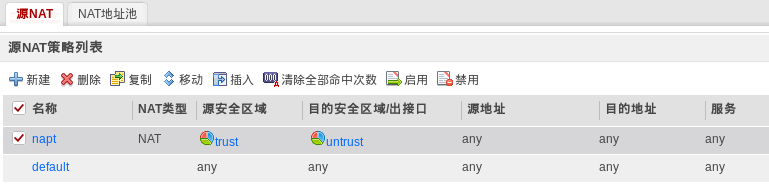 源NAT NAT地址池
源NAT策略列表
新建 删除 复制 移动 插入 清除全部命中次数 启用 禁用
名称 NAT类型 源安全区域 目的安全区域/出接口 源地址 目的地址 服务
napt NAT trust untrust any any any
default any any any any any